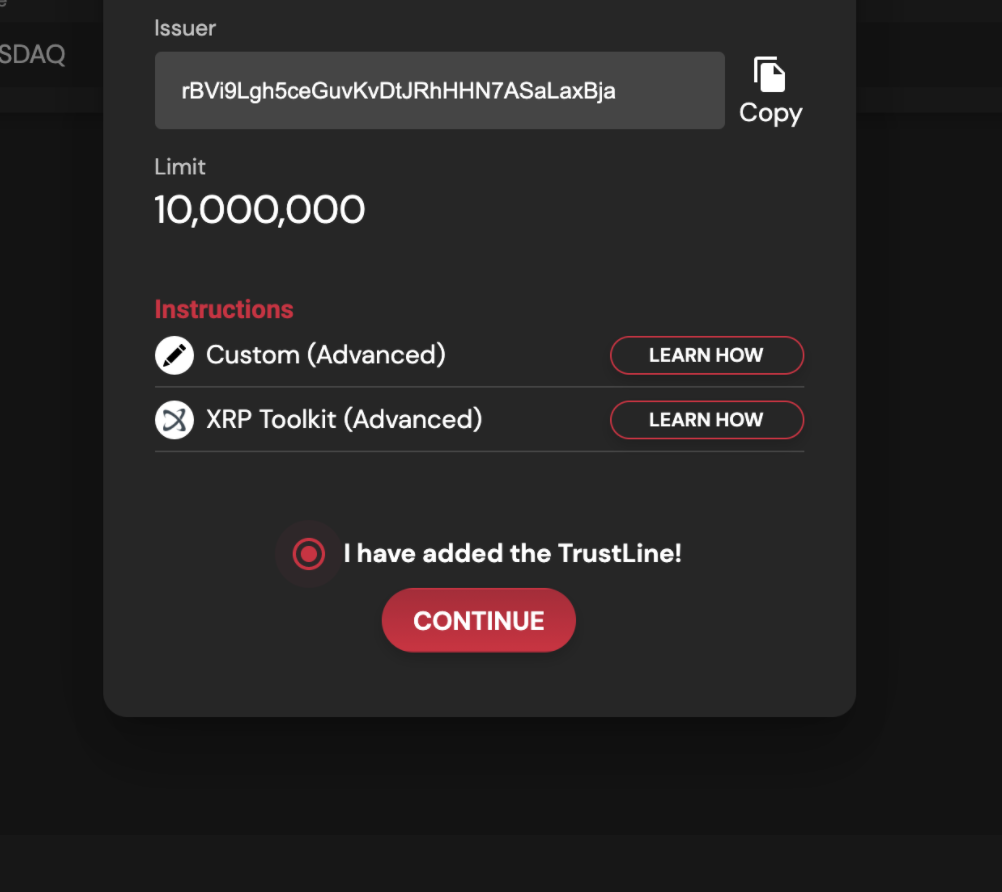 Issuer
SDAQ
rBVi9Lgh5ceGuvKvDtJRhHHN7ASaLaxBja
Copy
Limit
10,000,000
Instructions
Custom (Advanced)
LEARN HOW
XRP Toolkit (Advanced)
LEARN HOW
I have added the TrustLine!
CONTINUE